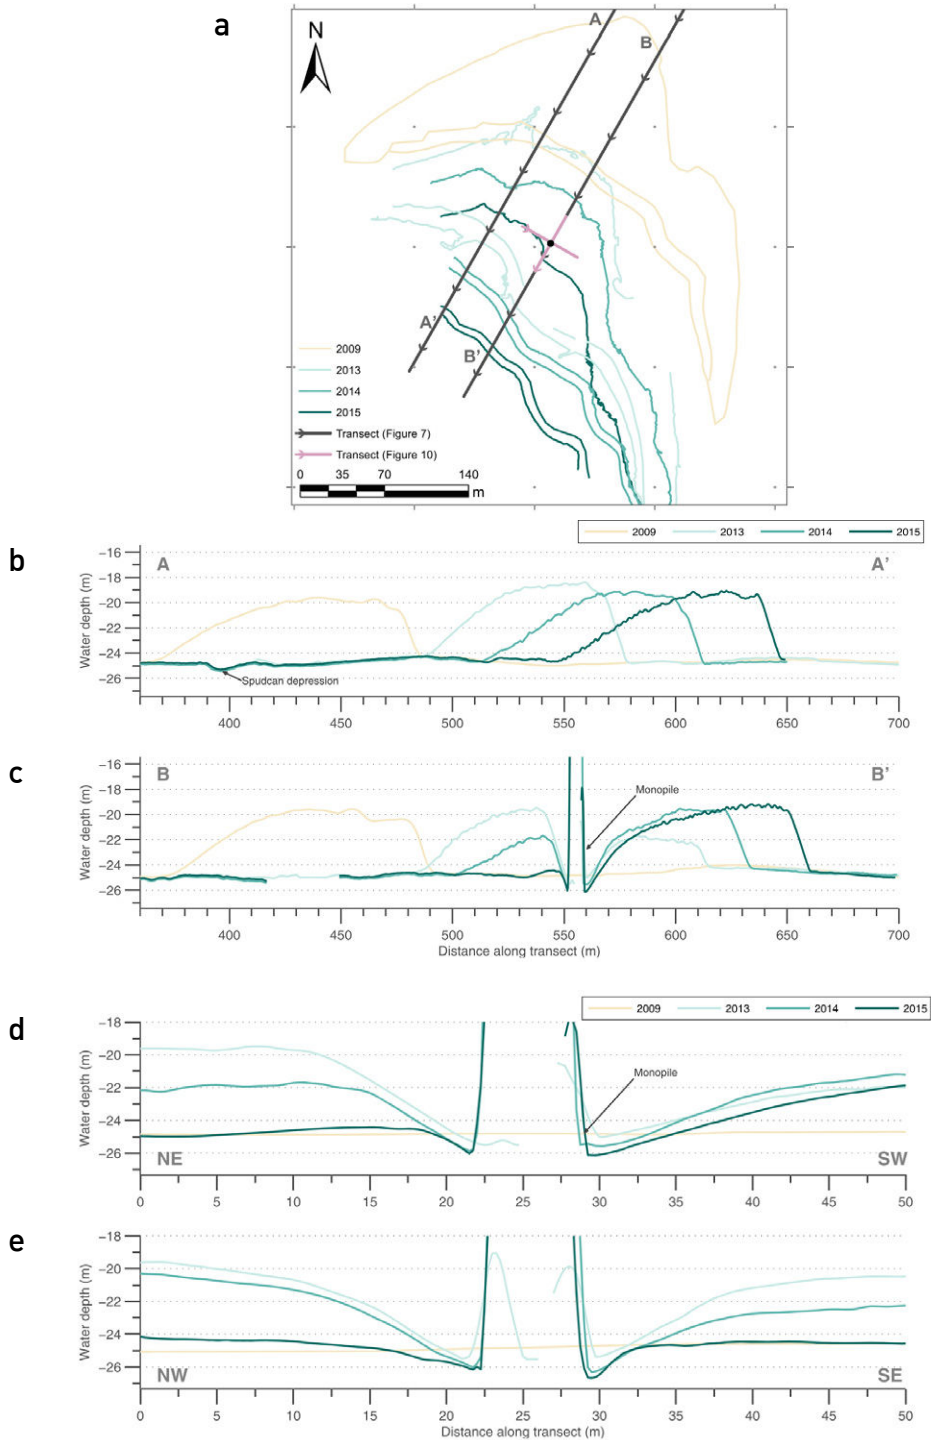 a
N
A
B
A'
B'
2009
2013
2014
2015
Transect (Figure 7)
Transect (Figure 10)
0 35 70 140
m
2009 2013 2014 2015
b
A A'
Water depth (m)
−16
−18
−20
−22
−24
−26
Spudcan depression
400 450 500 550 600 650 700
c
B B'
Water depth (m)
−16
−18
−20
−22
−24
−26
Monopile
400 450 500 550 600 650 700
Distance along transect (m)
2009 2013 2014 2015
d
Water depth (m)
−18
−20
−22
−24
−26
Monopile
NE SW
0 5 10 15 20 25 30 35 40 45 50
e
Water depth (m)
−18
−20
−22
−24
−26
NW SE
0 5 10 15 20 25 30 35 40 45 50
Distance along transect (m)